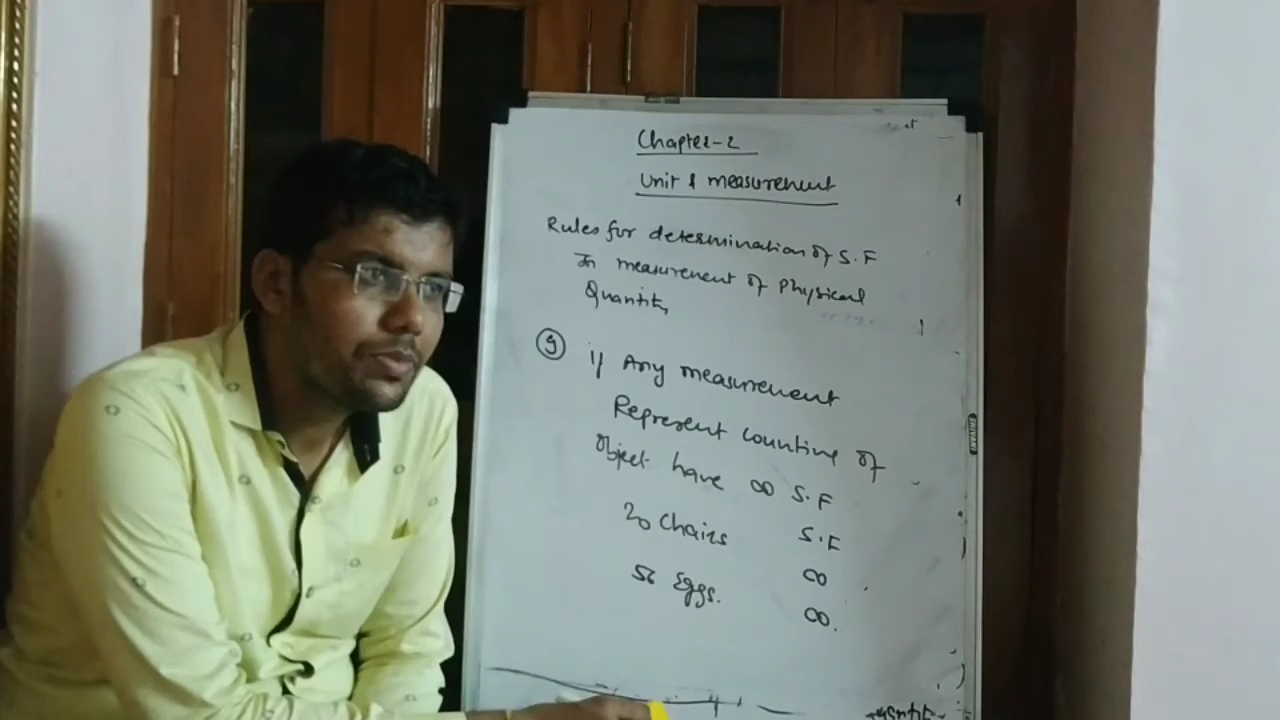 Chapter-2
Unit & measurement
Rules for determination of S.F
In measurement of Physical
Quantity
9 if Any measurement
Represent counting of
object have ∞ S.F
20 Chairs S.F
∞
56 Eggs.
∞.
SHIVANI